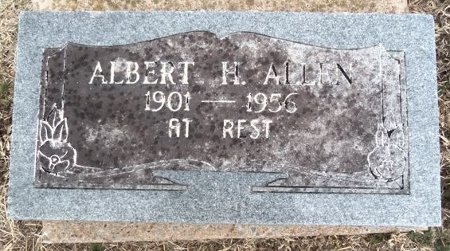 ALBERT H. ALLEN
1901 — 1956
AT REST